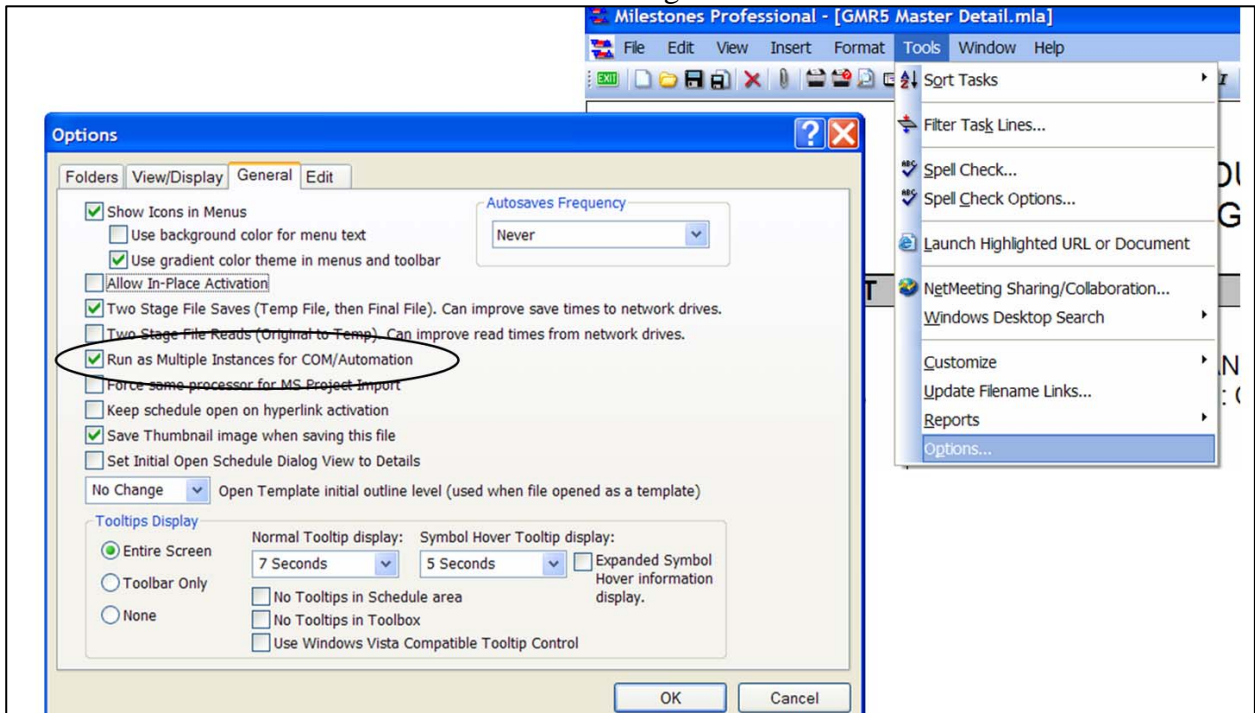 Milestones Professional - [GMR5 Master Detail.mla]
File Edit View Insert Format Tools Window Help
EXIT
Sort Tasks
Filter Task Lines...
Spell Check...
Spell Check Options...
Launch Highlighted URL or Document
NetMeeting Sharing/Collaboration...
Windows Desktop Search
Customize
Update Filename Links...
Reports
Options...
Options
Folders View/Display General Edit
Show Icons in Menus
Use background color for menu text
Use gradient color theme in menus and toolbar
Autosaves Frequency
Never
Allow In-Place Activation
Two Stage File Saves (Temp File, then Final File). Can improve save times to network drives.
Two Stage File Reads (Original to Temp). Can improve read times from network drives.
Run as Multiple Instances for COM/Automation
Force same processor for MS Project Import
Keep schedule open on hyperlink activation
Save Thumbnail image when saving this file
Set Initial Open Schedule Dialog View to Details
No Change Open Template initial outline level (used when file opened as a template)
Tooltips Display
Entire Screen
Toolbar Only
None
Normal Tooltip display: Symbol Hover Tooltip display:
7 Seconds 5 Seconds
Expanded Symbol
Hover information
display.
No Tooltips in Schedule area
No Tooltips in Toolbox
Use Windows Vista Compatible Tooltip Control
OK Cancel